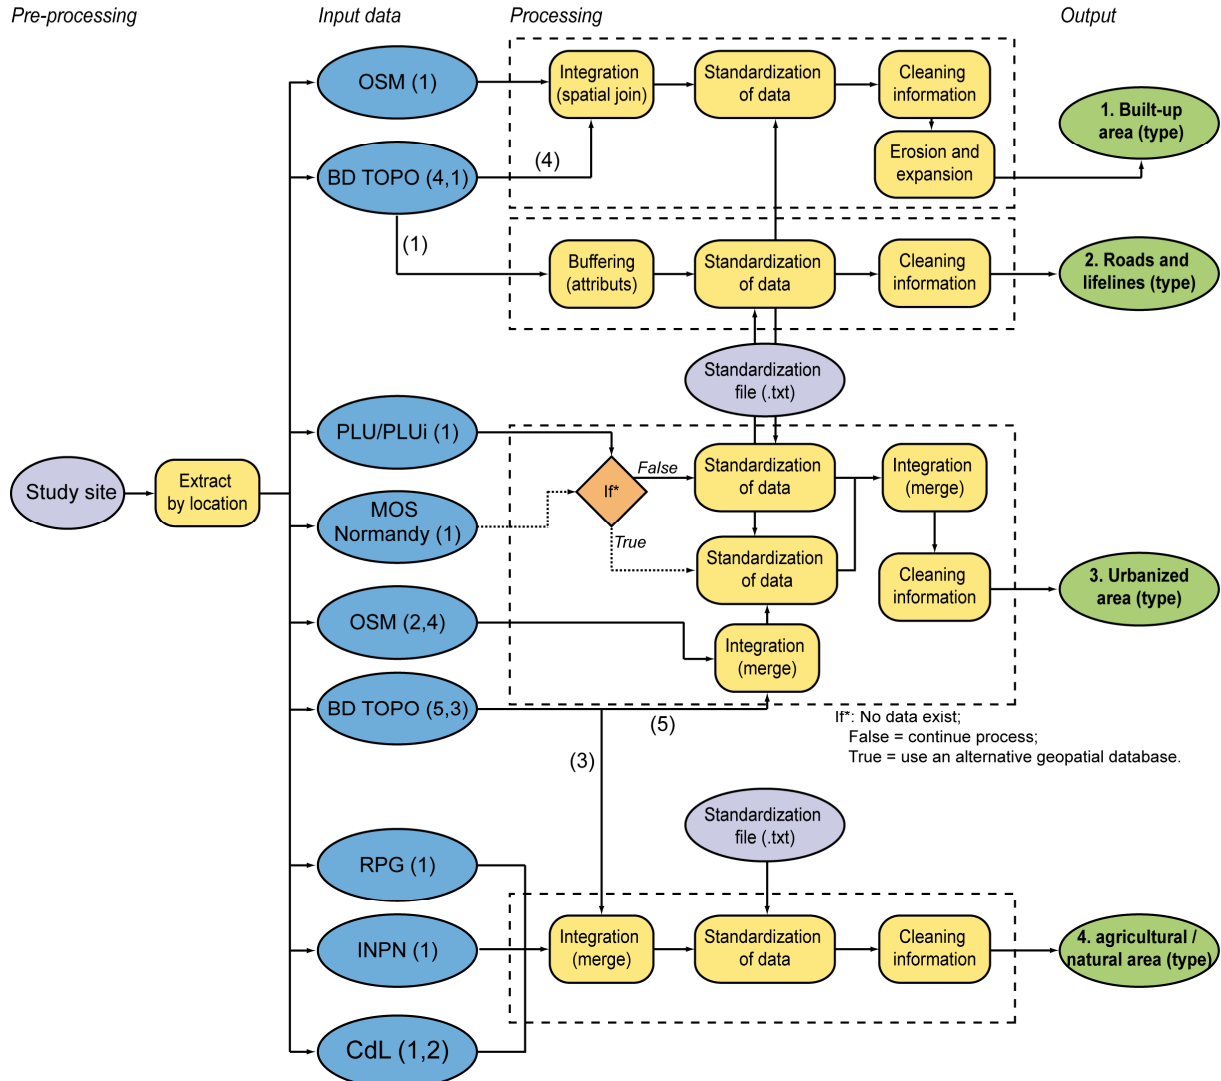 Pre-processing
Input data
Processing
Output
OSM (1)
Integration
(spatial join)
Standardization
of data
Cleaning
information
1. Built-up
area (type)
BD TOPO (4,1)
(4)
Erosion and
expansion
(1)
Buffering
(attributs)
Standardization
of data
Cleaning
information
2. Roads and
lifelines (type)
Standardization
file (.txt)
PLU/PLUi (1)
Study site
Extract
by location
If*
False
True
Standardization
of data
Integration
(merge)
MOS
Normandy (1)
Standardization
of data
Cleaning
information
3. Urbanized
area (type)
OSM (2,4)
Integration
(merge)
BD TOPO (5,3)
(5)
(3)
If*: No data exist;
False = continue process;
True = use an alternative geopatial database.
Standardization
file (.txt)
RPG (1)
INPN (1)
Integration
(merge)
Standardization
of data
Cleaning
information
4. agricultural /
natural area (type)
CdL (1,2)